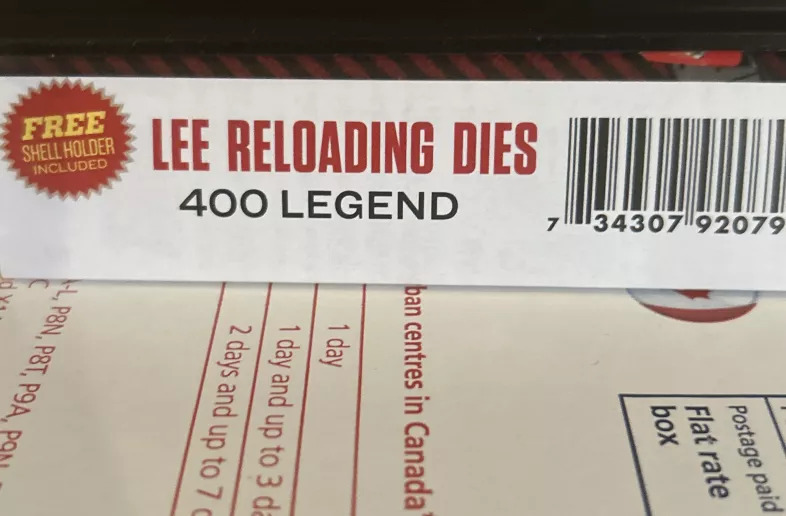 FREE
SHELL HOLDER
INCLUDED
LEE RELOADING DIES
400 LEGEND
7 34307 92079
ban centres in Canada
1 day
1 day and up to 3
2 days and up to 7
P8N, P8T, P9A, P9N,
Postage paid
Flat rate
box